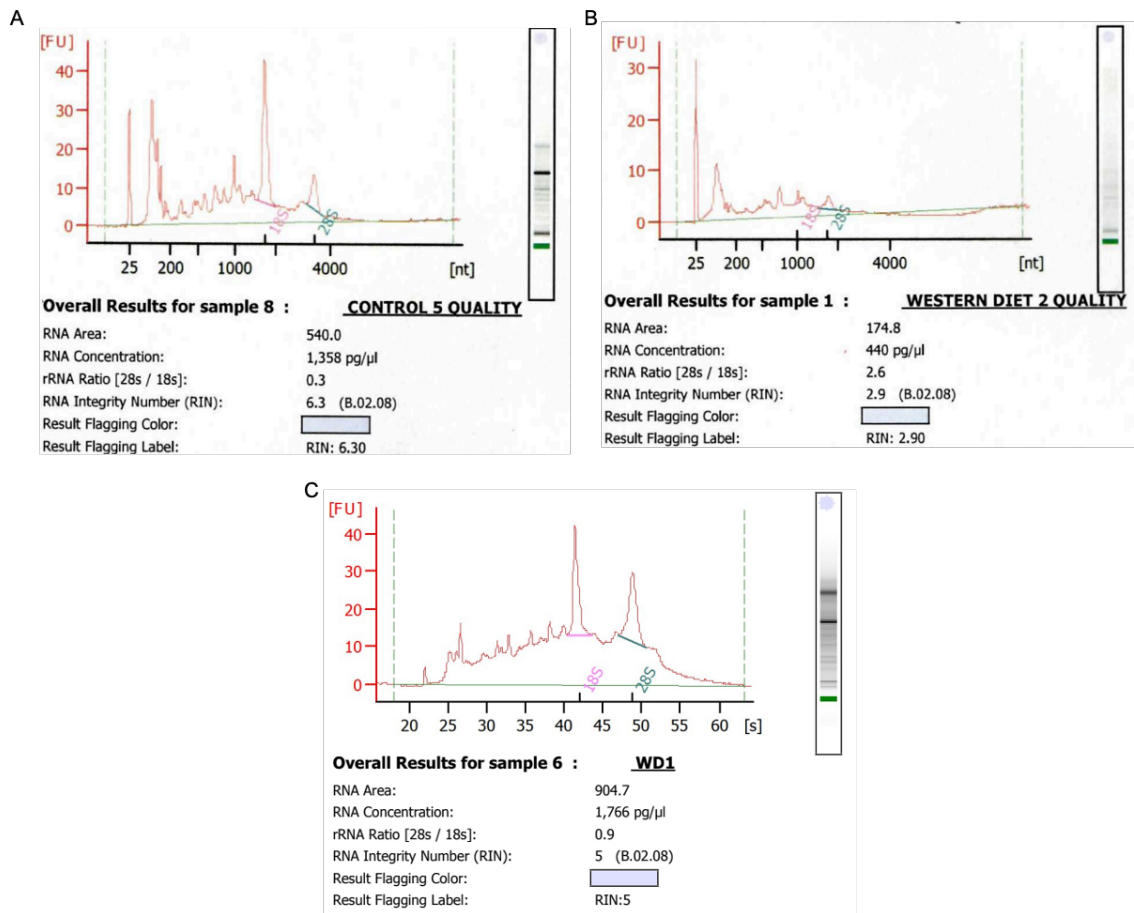 A
[FU]
40
30
20
10
0
18S
28S
25 200 1000 4000 [nt]
Overall Results for sample 8 : CONTROL 5 QUALITY
RNA Area: 540.0
RNA Concentration: 1,358 pg/µl
rRNA Ratio [28s / 18s]: 0.3
RNA Integrity Number (RIN): 6.3 (B.02.08)
Result Flagging Color:
Result Flagging Label: RIN: 6.30
B
[FU]
30
20
10
0
18S
28S
25 200 1000 4000 [nt]
Overall Results for sample 1 : WESTERN DIET 2 QUALITY
RNA Area: 174.8
RNA Concentration: 440 pg/µl
rRNA Ratio [28s / 18s]: 2.6
RNA Integrity Number (RIN): 2.9 (B.02.08)
Result Flagging Color:
Result Flagging Label: RIN: 2.90
C
[FU]
40
30
20
10
0
18S
28S
20 25 30 35 40 45 50 55 60 [s]
Overall Results for sample 6 : WD1
RNA Area: 904.7
RNA Concentration: 1,766 pg/µl
rRNA Ratio [28s / 18s]: 0.9
RNA Integrity Number (RIN): 5 (B.02.08)
Result Flagging Color:
Result Flagging Label: RIN:5